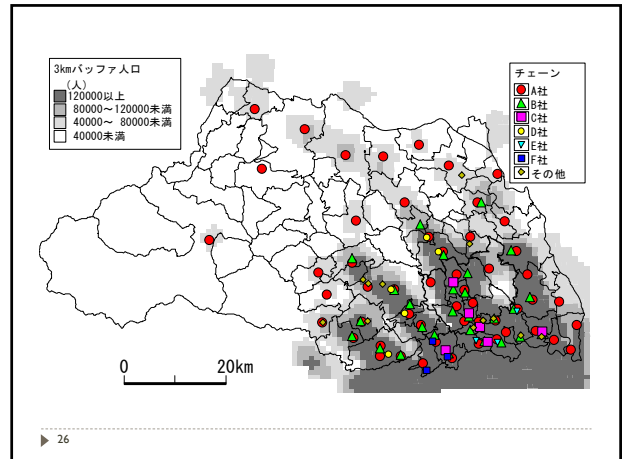 3kmバッファ人口
(人)
120000以上
80000～120000未満
40000～ 80000未満
40000未満
チェーン
A社
B社
C社
D社
E社
F社
その他
0 20km
26